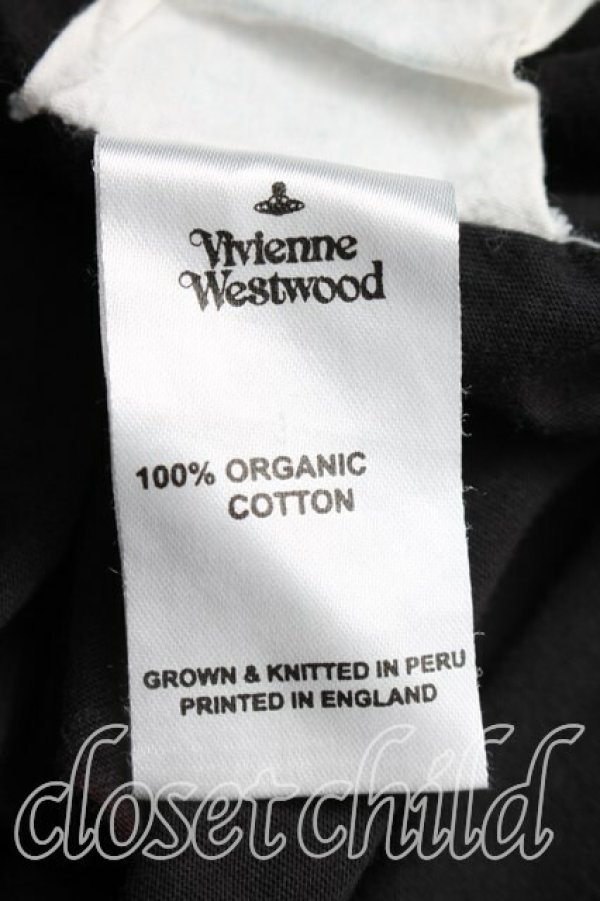 Vivienne
Westwood
100% ORGANIC
COTTON
GROWN & KNITTED IN PERU
PRINTED IN ENGLAND
closet child